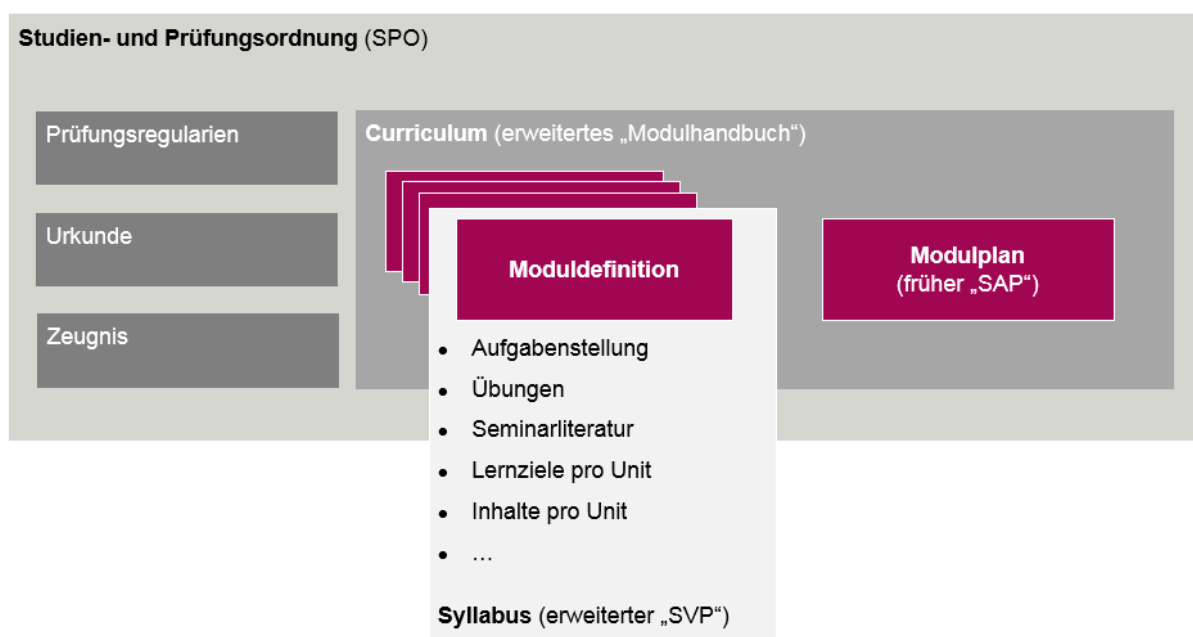 Studien- und Prüfungsordnung (SPO)
Prüfungsregularien
Curriculum (erweitertes „Modulhandbuch“)
Urkunde
Zeugnis
Moduldefinition
Modulplan
(früher „SAP“)
• Aufgabenstellung
• Übungen
• Seminarliteratur
• Lernziele pro Unit
• Inhalte pro Unit
• …
Syllabus (erweiterter „SVP“)